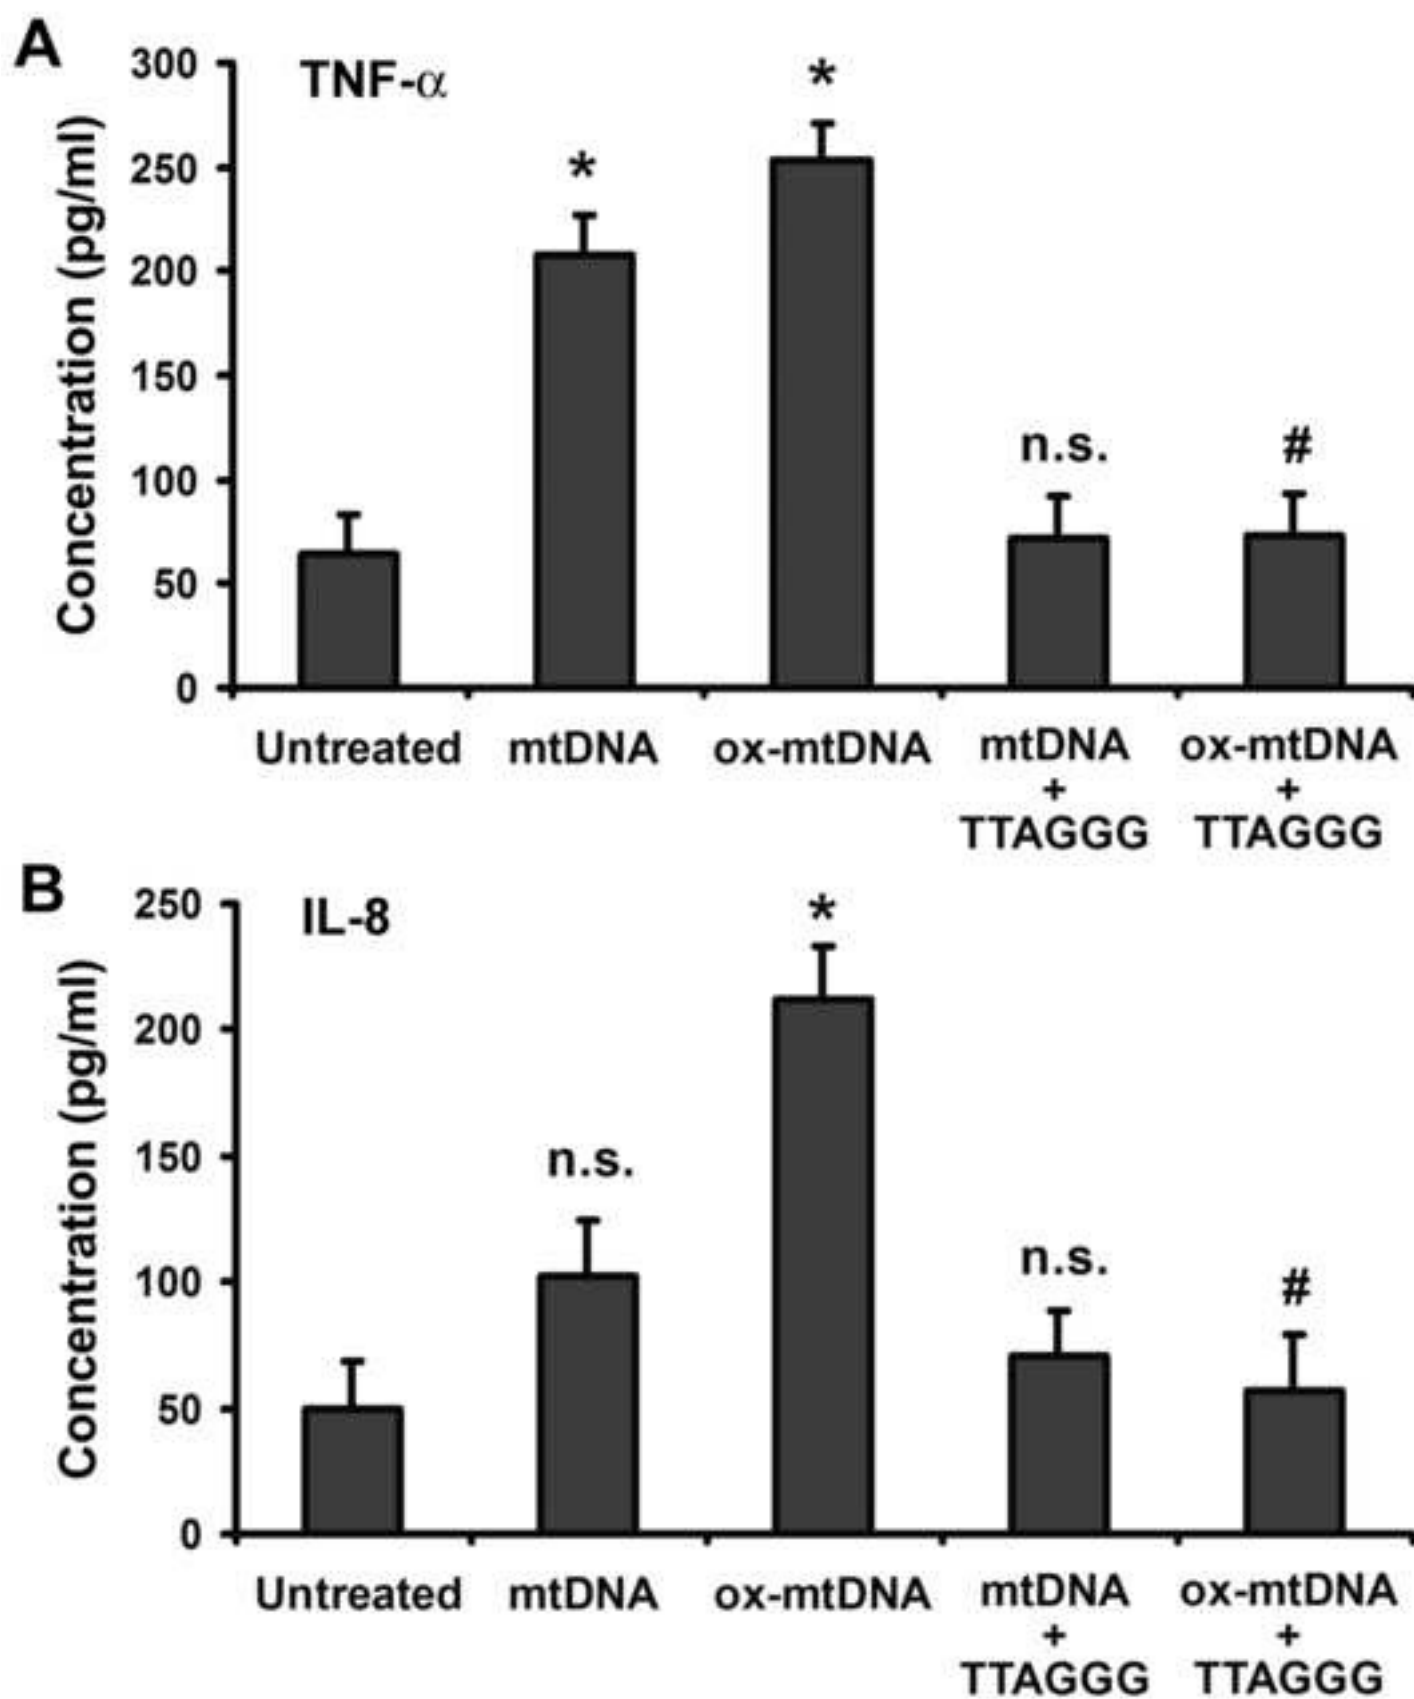 A
TNF-α
Concentration (pg/ml)
300
250
200
150
100
50
0
*
*
n.s.
#
Untreated
mtDNA
ox-mtDNA
mtDNA
+
TTAGGG
ox-mtDNA
+
TTAGGG
B
IL-8
Concentration (pg/ml)
250
200
150
100
50
0
n.s.
*
n.s.
#
Untreated
mtDNA
ox-mtDNA
mtDNA
+
TTAGGG
ox-mtDNA
+
TTAGGG